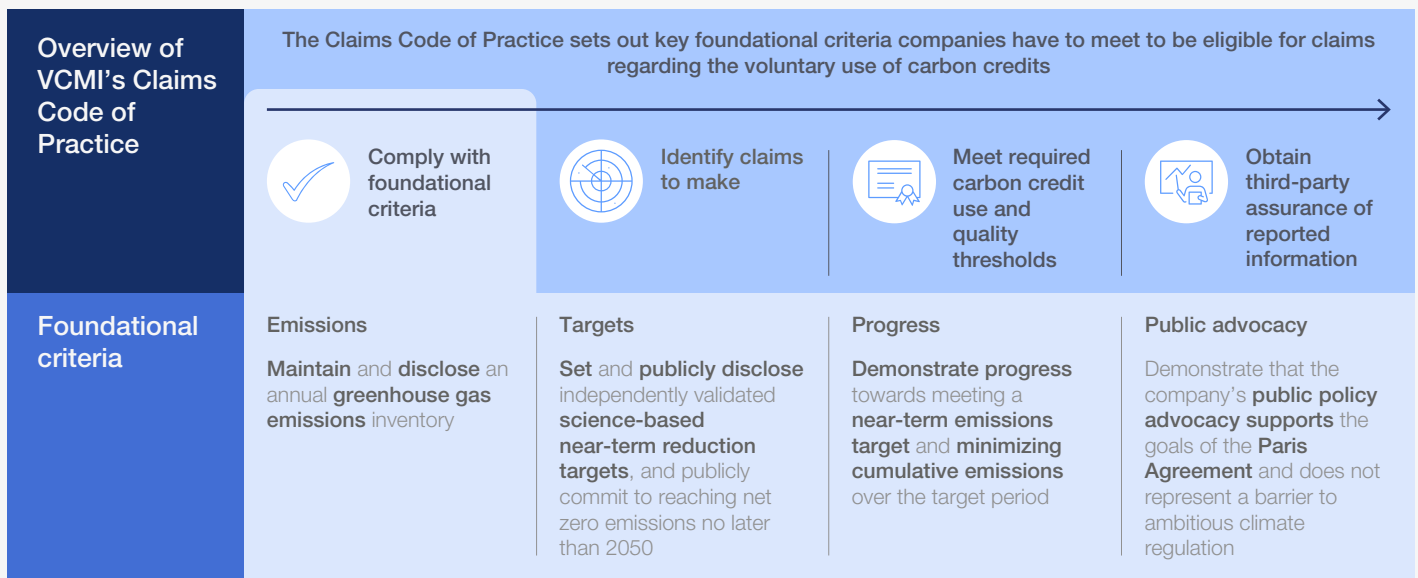 Overview of
VCMI's Claims
Code of
Practice
The Claims Code of Practice sets out key foundational criteria companies have to meet to be eligible for claims
regarding the voluntary use of carbon credits
Comply with
foundational
criteria
Identify claims
to make
Meet required
carbon credit
use and
quality
thresholds
Obtain
third-party
assurance of
reported
information
Foundational
criteria
Emissions
Maintain and disclose an
annual greenhouse gas
emissions inventory
Targets
Set and publicly disclose
independently validated
science-based
near-term reduction
targets, and publicly
commit to reaching net
zero emissions no later
than 2050
Progress
Demonstrate progress
towards meeting a
near-term emissions
target and minimizing
cumulative emissions
over the target period
Public advocacy
Demonstrate that the
company's public policy
advocacy supports the
goals of the Paris
Agreement and does not
represent a barrier to
ambitious climate
regulation